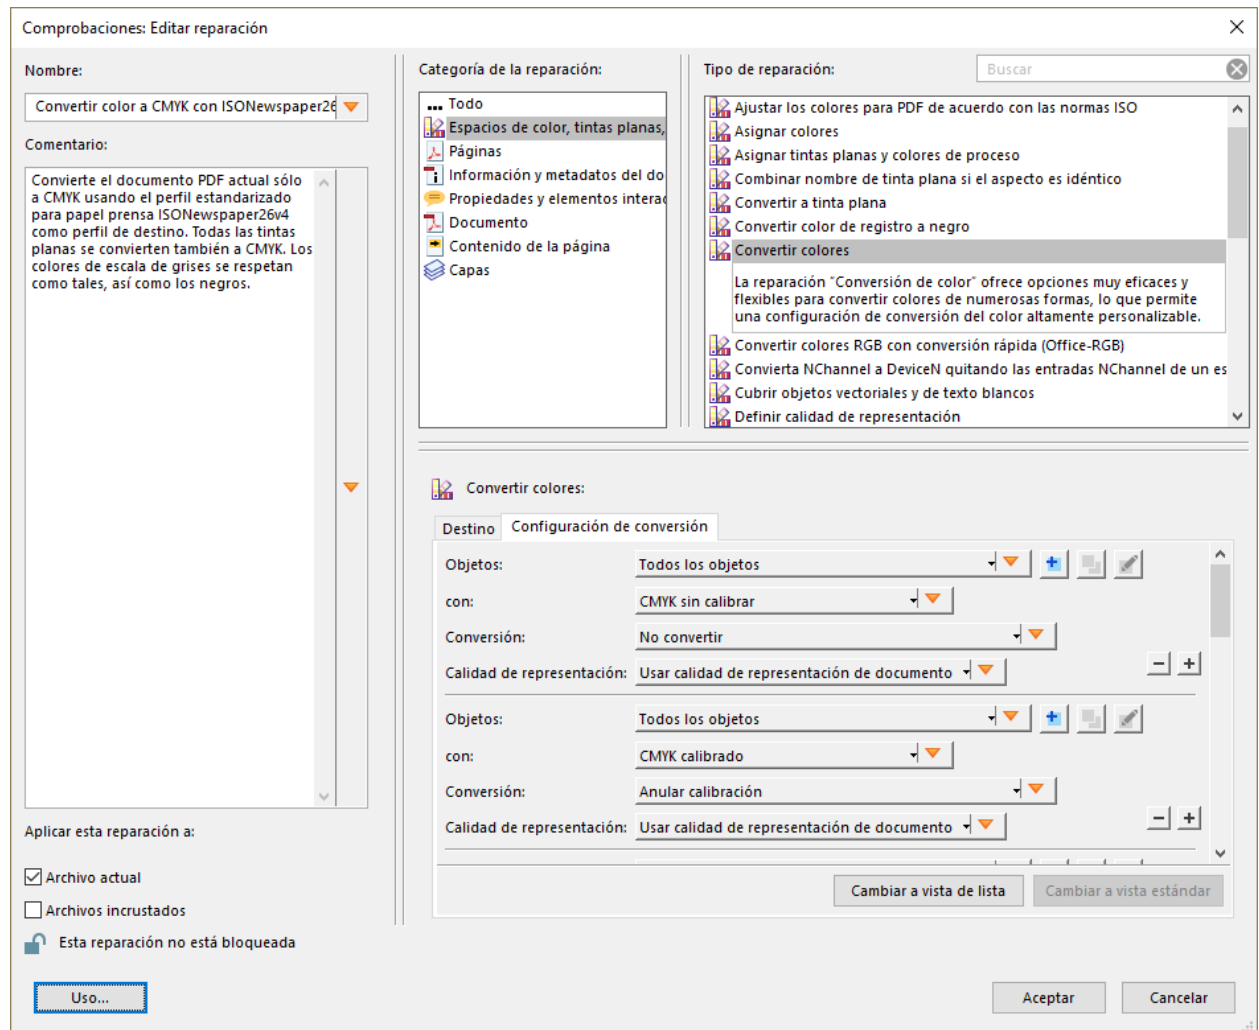 Comprobaciones: Editar reparación
Nombre:
Convertir color a CMYK con ISONewspaper26
Comentario:
Convierte el documento PDF actual sólo
a CMYK usando el perfil estandarizado
para papel prensa ISONewspaper26v4
como perfil de destino. Todas las tintas
planas se convierten también a CMYK. Los
colores de escala de grises se respetan
como tales, así como los negros.
Aplicar esta reparación a:
Archivo actual
Archivos incrustados
Esta reparación no está bloqueada
Uso...
Categoría de la reparación:
... Todo
Espacios de color, tintas planas,
Páginas
Información y metadatos del do
Propiedades y elementos interac
Documento
Contenido de la página
Capas
Tipo de reparación:
Buscar
Ajustar los colores para PDF de acuerdo con las normas ISO
Asignar colores
Asignar tintas planas y colores de proceso
Combinar nombre de tinta plana si el aspecto es idéntico
Convertir a tinta plana
Convertir color de registro a negro
Convertir colores
La reparación "Conversión de color" ofrece opciones muy eficaces y
flexibles para convertir colores de numerosas formas, lo que permite
una configuración de conversión del color altamente personalizable.
Convertir colores RGB con conversión rápida (Office-RGB)
Convierta NChannel a DeviceN quitando las entradas NChannel de un es
Cubrir objetos vectoriales y de texto blancos
Definir calidad de representación
Convertir colores:
Destino Configuración de conversión
Objetos: Todos los objetos
con: CMYK sin calibrar
Conversión: No convertir
Calidad de representación: Usar calidad de representación de documento
Objetos: Todos los objetos
con: CMYK calibrado
Conversión: Anular calibración
Calidad de representación: Usar calidad de representación de documento
Cambiar a vista de lista Cambiar a vista estándar
Aceptar Cancelar